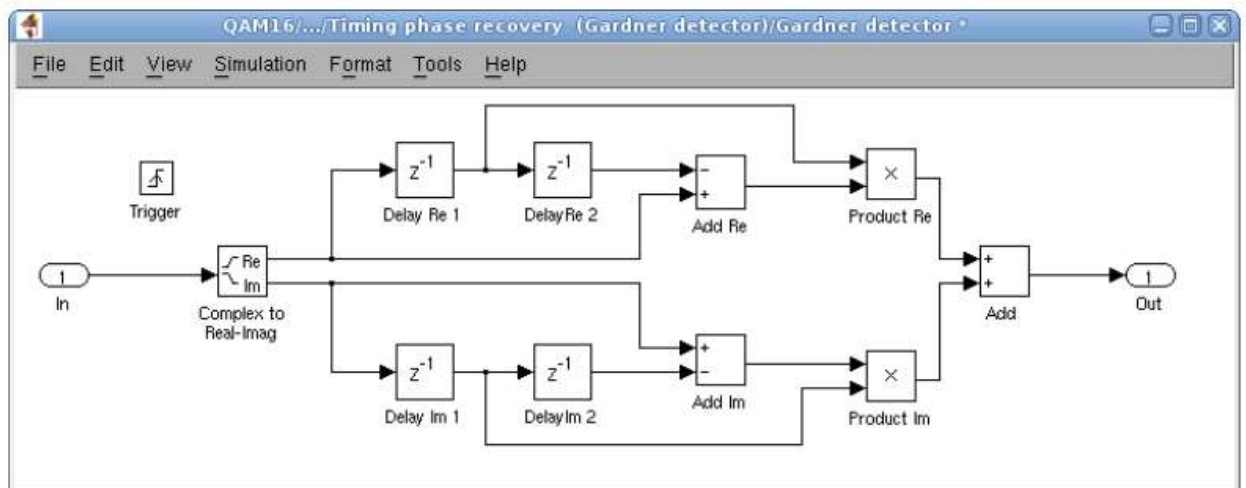 QAM16/.../Timing phase recovery (Gardner detector)/Gardner detector *
File Edit View Simulation Format Tools Help
Trigger
z-1
Delay Re 1
z-1
DelayRe 2
-
+
Add Re
×
Product Re
1
In
Re
Im
Complex to
Real-Imag
+
+
Add
1
Out
z-1
Delay Im 1
z-1
DelayIm 2
+
-
Add Im
×
Product Im